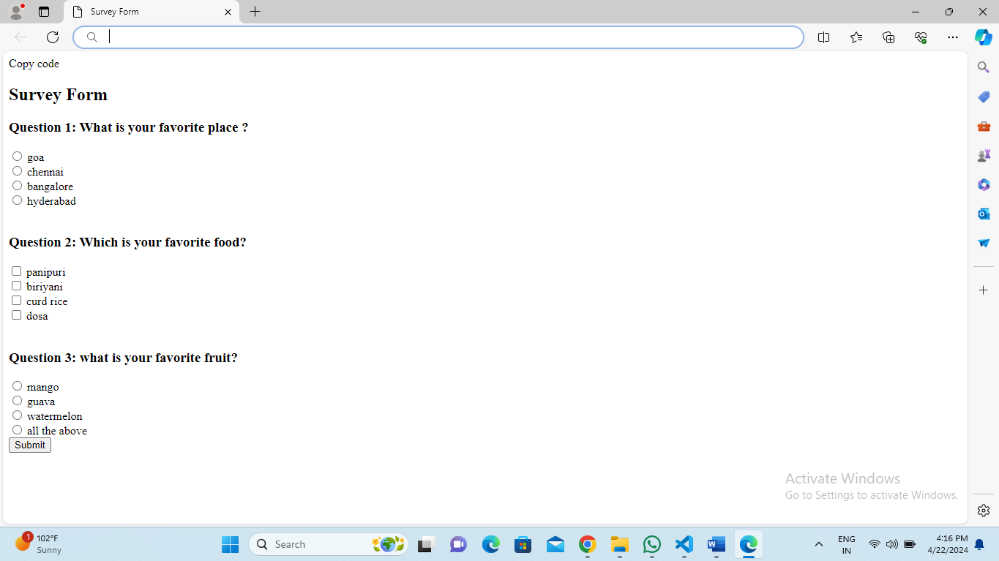 Survey Form
Copy code
Survey Form
Question 1: What is your favorite place ?
goa
chennai
bangalore
hyderabad
Question 2: Which is your favorite food?
panipuri
biriyani
curd rice
dosa
Question 3: what is your favorite fruit?
mango
guava
watermelon
all the above
Submit
Activate Windows
Go to Settings to activate Windows.
1
102°F
Sunny
Search
ENG
IN
4:16 PM
4/22/2024